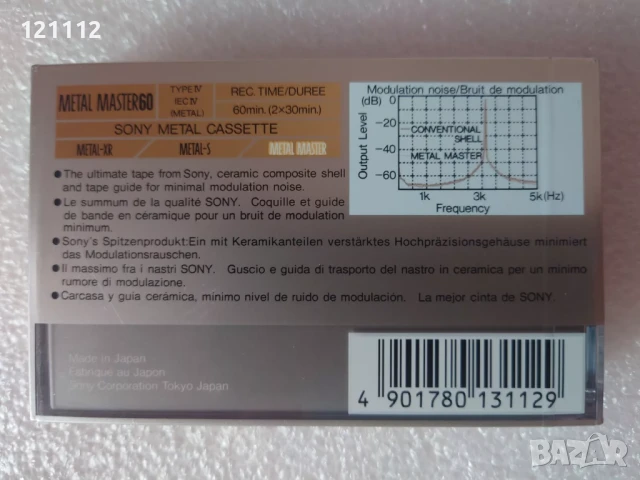 121112
METAL MASTER60
TYPE IV
IEC IV
(METAL)
REC. TIME/DUREE
60min. (2×30min.)
SONY METAL CASSETTE
METAL-XR
METAL-S
METAL MASTER
Modulation noise/Bruit de modulation
(dB)
0
-20
-40
-60
Output Level
CONVENTIONAL
SHELL
METAL MASTER
1k
3k
5k(Hz)
Frequency
●The ultimate tape from Sony, ceramic composite shell
and tape guide for minimal modulation noise.
●Le summum de la qualité SONY. Coquille et guide
de bande en céramique pour un bruit de modulation
minimum.
●Sony's Spitzenprodukt:Ein mit Keramikanteilen verstärktes Hochpräzisionsgehäuse minimiert
das Modulationsrauschen.
●Il massimo fra i nastri SONY. Guscio e guida di trasporto del nastro in ceramica per un minimo
rumore di modulazione.
●Carcasa y guía cerámica, mínimo nivel de ruido de modulación. La mejor cinta de SONY.
Made in Japan
Fabriqué au Japon
Sony Corporation Tokyo Japan
4 901780 131129
BAZAR